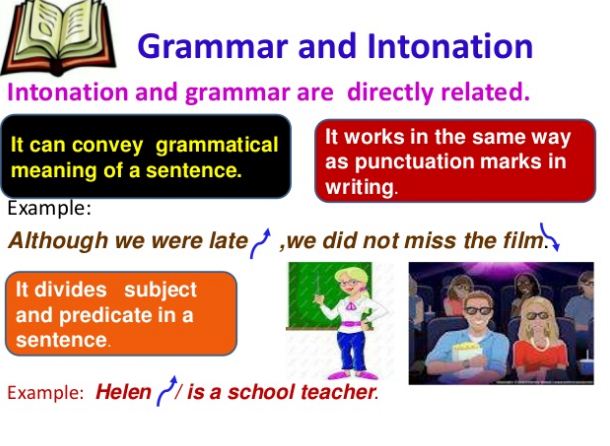 Grammar and Intonation
Intonation and grammar are directly related.
It can convey grammatical
meaning of a sentence.
It works in the same way
as punctuation marks in
writing.
Example:
Although we were late ,we did not miss the film.
It divides subject
and predicate in a
sentence.
Example: Helen / is a school teacher.